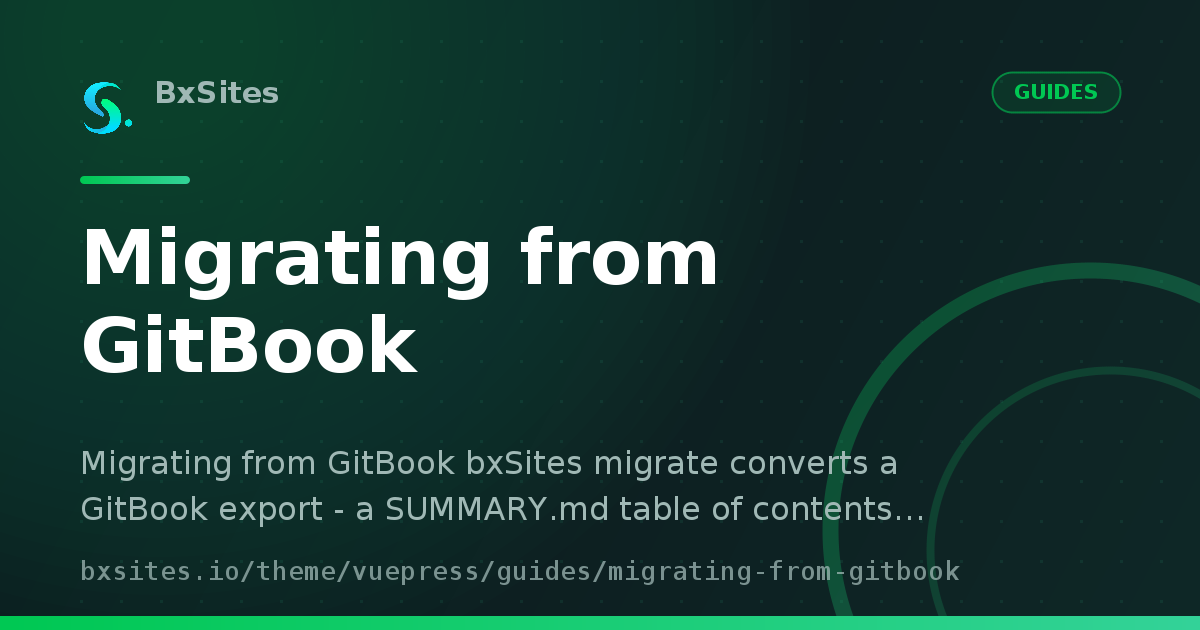 BxSites
GUIDES
Migrating from
GitBook
Migrating from GitBook bxSites migrate converts a
GitBook export - a SUMMARY.md table of contents...
bxsites.io/theme/vuepress/guides/migrating-from-gitbook